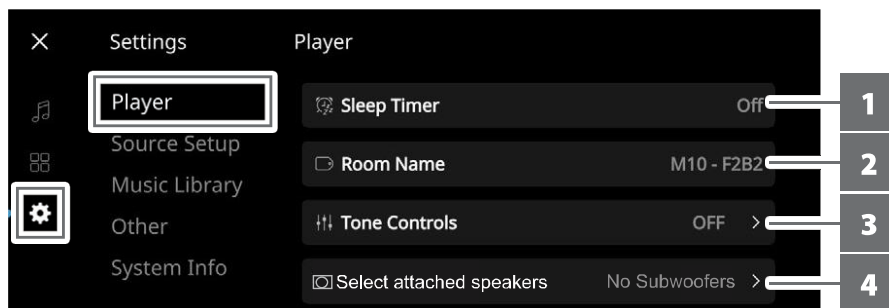 Settings Player
Player
Sleep Timer Off 1
Source Setup
Room Name M10 - F2B2 2
Music Library
Other
Tone Controls OFF > 3
System Info
Select attached speakers No Subwoofers > 4